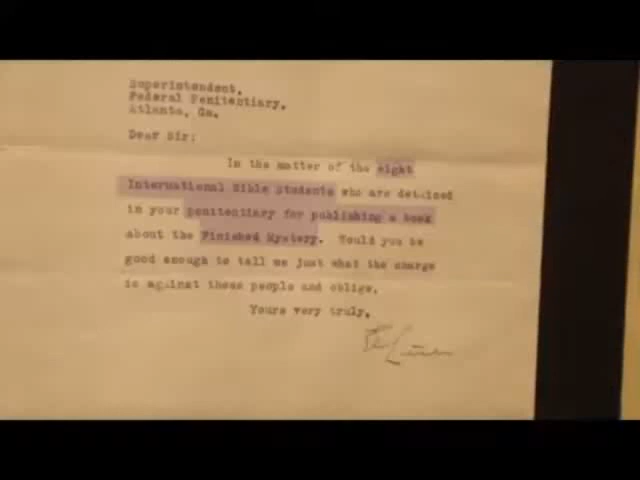 Superintendent,
Federal Penitentiary,
Atlanta, Ga.
Dear Sir:
In the matter of the eight
International Bible Students who are detained
in your penitentiary for publishing a book
about the Finished Mystery. Would you be
good enough to tell me just what the charge
is against these people and oblige,
Yours very truly,